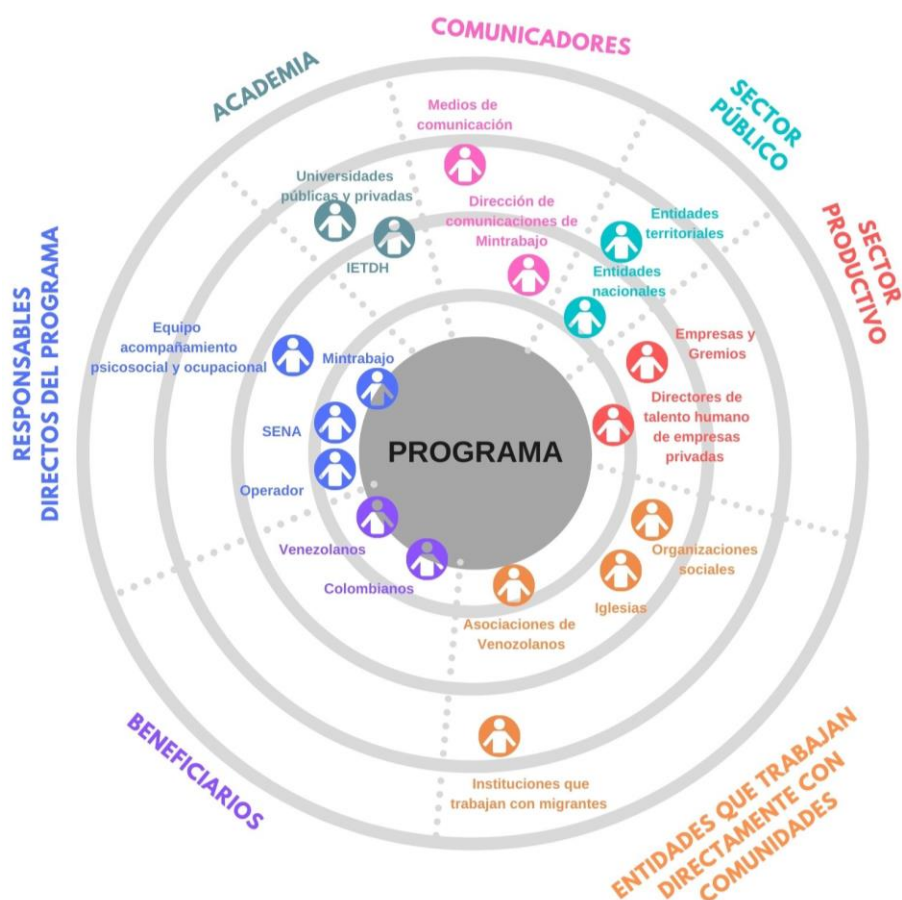 COMUNICADORES
ACADEMIA
SECTOR
PÚBLICO
SECTOR
PRODUCTIVO
RESPONSABLES
DIRECTOS DEL PROGRAMA
BENEFICIARIOS
ENTIDADES QUE TRABAJAN
DIRECTAMENTE CON
COMUNIDADES
Medios de
comunicación
Universidades
públicas y privadas
IETDH
Dirección de
comunicaciones de
Mintrabajo
Entidades
territoriales
Entidades
nacionales
Empresas y
Gremios
Directores de
talento humano
de empresas
privadas
Equipo
acompañamiento
psicosocial y ocupacional
Mintrabajo
SENA
Operador
PROGRAMA
Venezolanos
Colombianos
Organizaciones
sociales
Iglesias
Asociaciones de
Venozolanos
Instituciones que
trabajan con migrantes